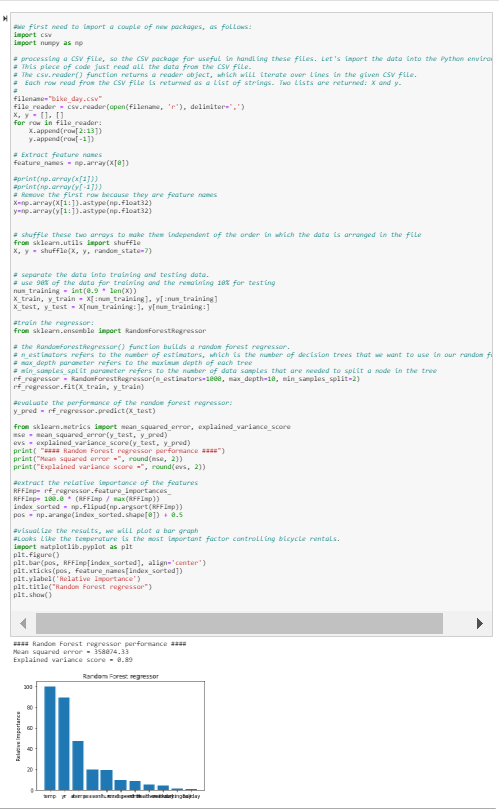 #We first need to import a couple of new packages, as follows:
import csv
import numpy as np
# processing a CSV file, so the CSV package for useful in handling these files. Let's import the data into the Python enviro
# This piece of code just read all the data from the CSV file.
# The csv.reader() function returns a reader object, which will iterate over lines in the given CSV file.
#  Each row read from the CSV file is returned as a list of strings. Two lists are returned: X and y.
#
filename="bike_day.csv"
file_reader = csv.reader(open(filename, 'r'), delimiter=',')
X, y = [], []
for row in file_reader:
    X.append(row[2:13])
    y.append(row[-1])
# Extract feature names
feature_names = np.array(X[0])
#print(np.array(x[1]))
#print(np.array(y[-1]))
# Remove the first row because they are feature names
X=np.array(X[1:]).astype(np.float32)
y=np.array(y[1:]).astype(np.float32)
# shuffle these two arrays to make them independent of the order in which the data is arranged in the file
from sklearn.utils import shuffle
X, y = shuffle(X, y, random_state=7)
# separate the data into training and testing data.
# use 90% of the data for training and the remaining 10% for testing
num_training = int(0.9 * len(X))
X_train, y_train = X[:num_training], y[:num_training]
X_test, y_test = X[num_training:], y[num_training:]
#train the regressor:
from sklearn.ensemble import RandomForestRegressor
# the RandomForestRegressor() function builds a random forest.
# n_estimators refers to the number of estimators, which is the number of decision trees that we want to use in our random f
# max_depth parameter refers to the maximum depth of each tree
# min_samples_split parameter refers to the number of data samples that are needed to split a node in the tree
rf_regressor = RandomForestRegressor(n_estimators=1000, max_depth=10, min_samples_split=2)
rf_regressor.fit(X_train, y_train)
#evaluate the performance of the random forest regressor:
y_pred = rf_regressor.predict(X_test)
from sklearn.metrics import mean_squared_error, explained_variance_score
mse = mean_squared_error(y_test, y_pred)
evs = explained_variance_score(y_test, y_pred)
print( "#### Random Forest regressor performance ####")
print("Mean squared error =", round(mse, 2))
print("Explained variance score =", round(evs, 2))
#extract the relative importance of the features
RFFImp= rf_regressor.feature_importances_
RFFImp= 100.0 * (RFFImp / max(RFFImp))
index_sorted = np.flipud(np.argsort(RFFImp))
pos = np.arange(index_sorted.shape[0]) + 0.5
#visualize the results, we will plot a bar graph
#Looks like the temperature is the most important factor controlling bicycle rentals.
import matplotlib.pyplot as plt
plt.figure()
plt.bar(pos, RFFImp[index_sorted], align='center')
plt.xticks(pos, feature_names[index_sorted])
plt.ylabel('Relative Importance')
plt.title("Random Forest regressor")
plt.show()
#### Random Forest regressor performance ####
Mean squared error = 358074.33
Explained variance score = 0.89
Random Forest regressor
Relative Importance
100
80
60
40
20
0
temp yr